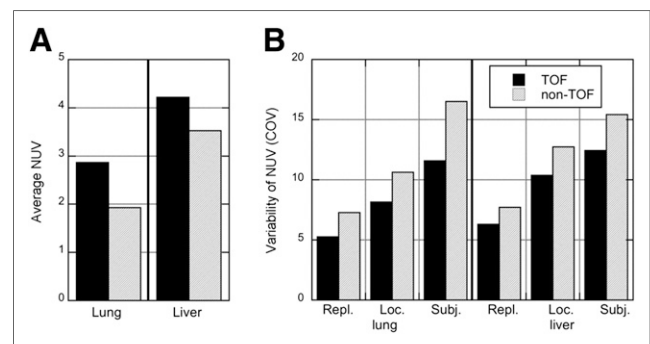 A
B
5
4
3
2
1
0
Average NUV
Lung
Liver
20
15
10
5
0
Variability of NUV (COV)
TOF
non-TOF
Repl.
Loc.
Subj.
Repl.
Loc.
Subj.
lung
liver